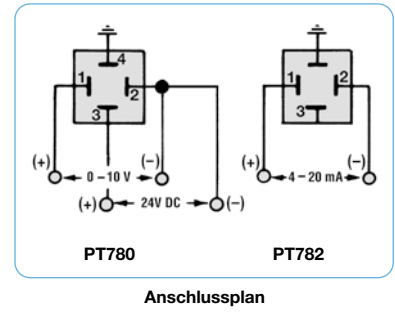 4
1
2
3
1
2
3
(+)
0 – 10 V
(–)
(+)
4 – 20 mA
(–)
(+)
24V DC
(–)
PT780
PT782
Anschlussplan